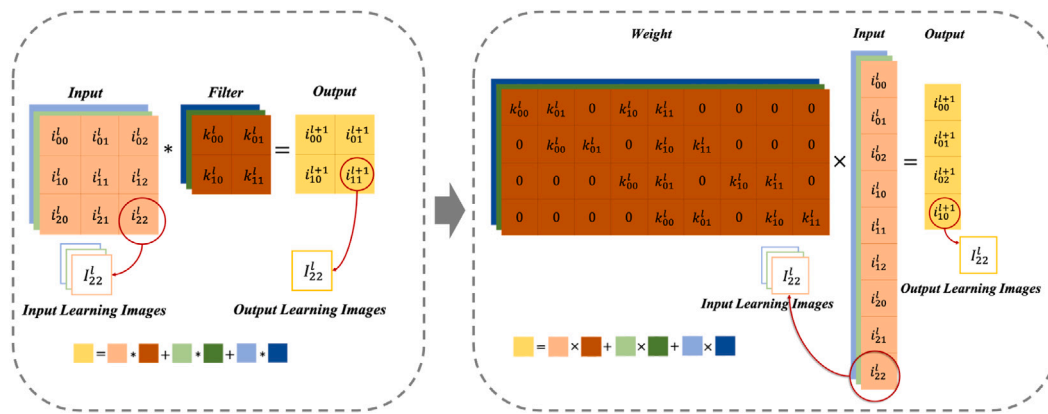 Input Filter Output
i^l_00 i^l_01 i^l_02 * k^l_00 k^l_01 = i^{l+1}_00 i^{l+1}_01
i^l_10 i^l_11 i^l_12 k^l_10 k^l_11 i^{l+1}_10 i^{l+1}_11
i^l_20 i^l_21 i^l_22
I^l_22 I^l_22
Input Learning Images Output Learning Images
= * + * + *
Weight Input Output
k^l_00 k^l_01 0 k^l_10 k^l_11 0 0 0 0
0 k^l_00 k^l_01 0 k^l_10 k^l_11 0 0 0
0 0 0 k^l_00 k^l_01 0 k^l_10 k^l_11 0
0 0 0 0 k^l_00 k^l_01 0 k^l_10 k^l_11
×
i^l_00
i^l_01
i^l_02
i^l_10
i^l_11
i^l_12
i^l_20
i^l_21
i^l_22
=
i^{l+1}_00
i^{l+1}_01
i^{l+1}_02
i^{l+1}_10
I^l_22
Output Learning Images
I^l_22
Input Learning Images
= × + × + ×